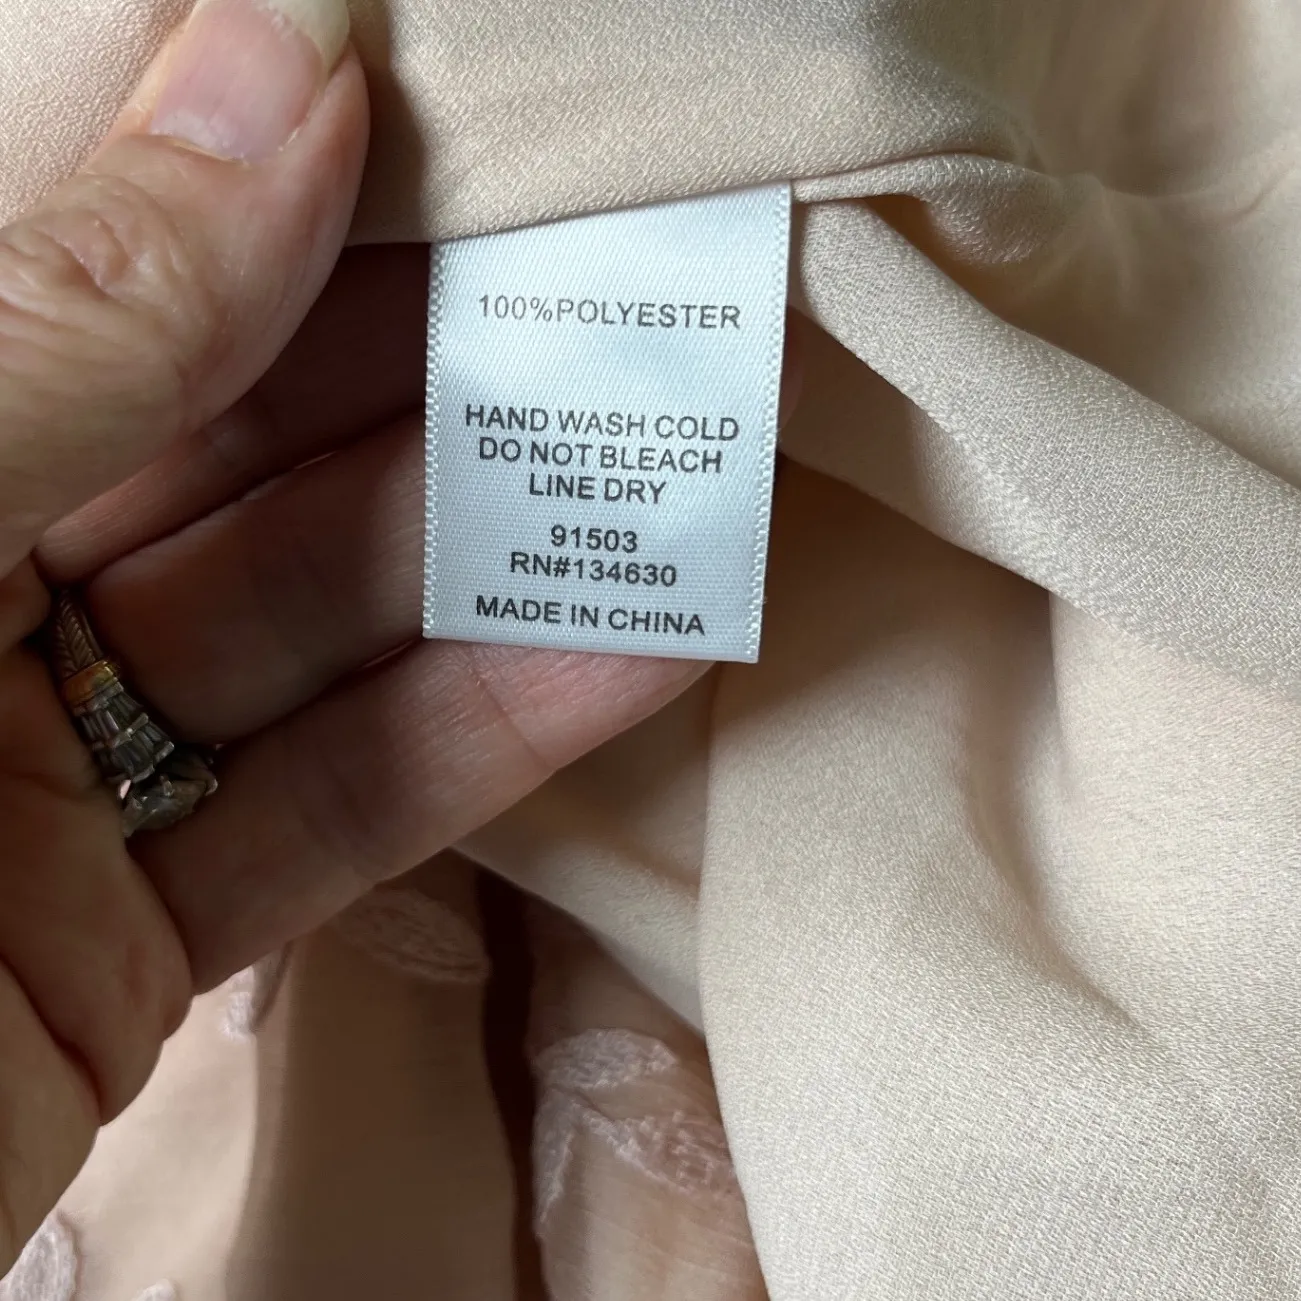 100%POLYESTER
HAND WASH COLD
DO NOT BLEACH
LINE DRY
91503
RN#134630
MADE IN CHINA